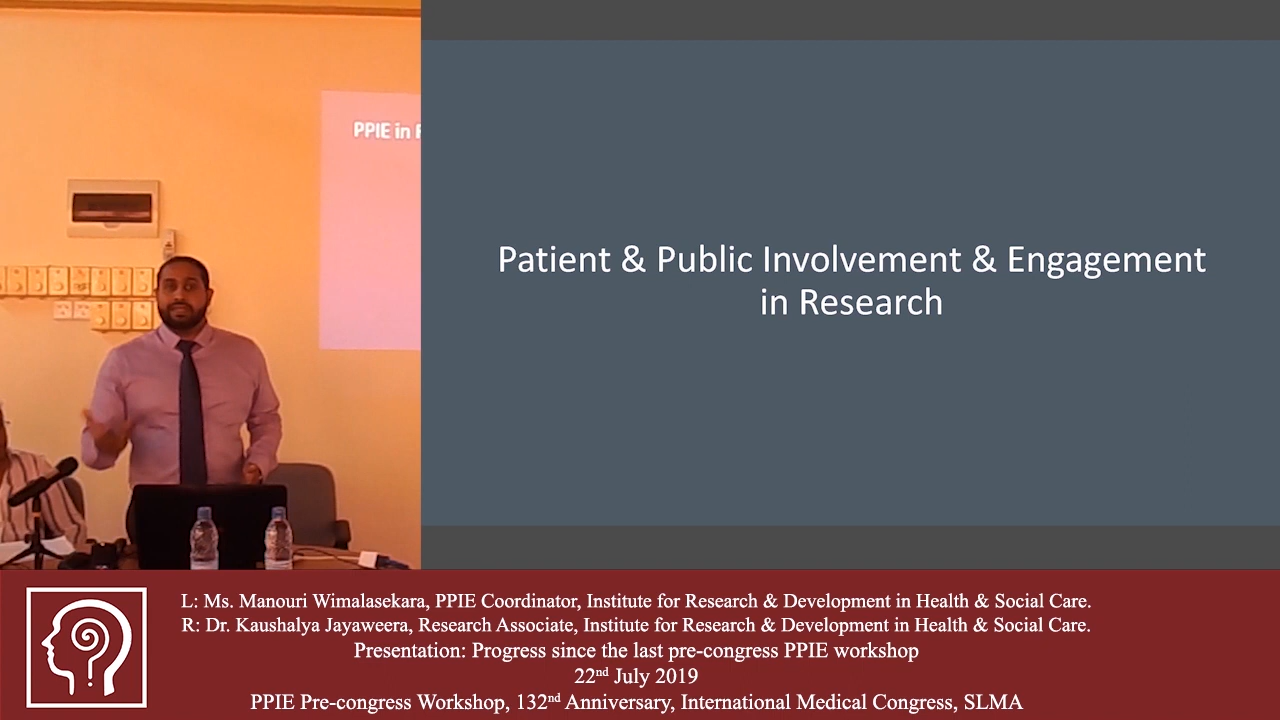 PPIE in
Patient & Public Involvement & Engagement
in Research
L: Ms. Manouri Wimalasekara, PPIE Coordinator, Institute for Research & Development in Health & Social Care.
R: Dr. Kaushalya Jayaweera, Research Associate, Institute for Research & Development in Health & Social Care.
Presentation: Progress since the last pre-congress PPIE workshop
22nd July 2019
PPIE Pre-congress Workshop, 132nd Anniversary, International Medical Congress, SLMA